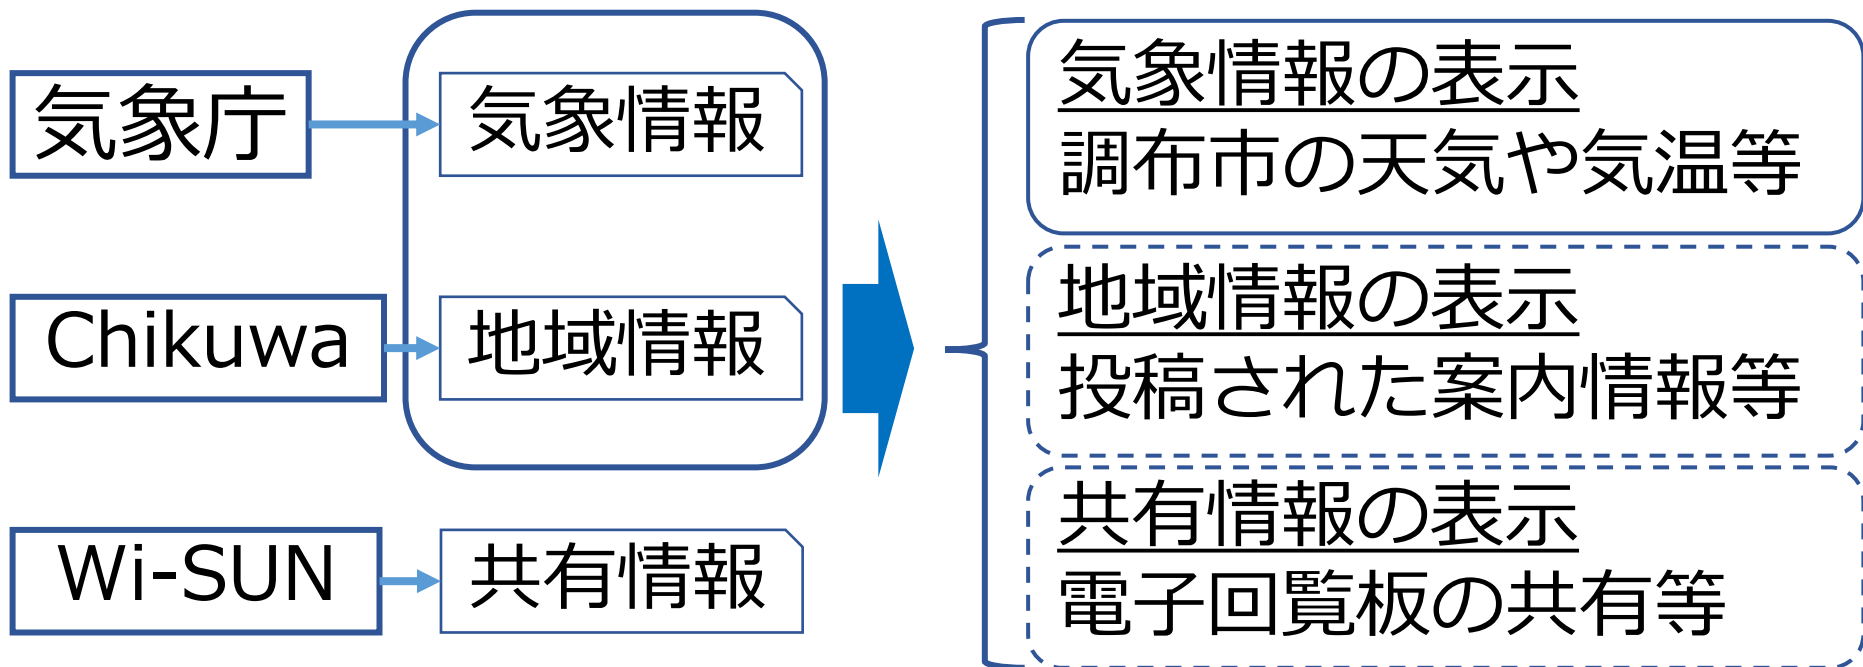 気象庁
気象情報
Chikuwa
地域情報
Wi-SUN
共有情報
気象情報の表示
調布市の天気や気温等
地域情報の表示
投稿された案内情報等
共有情報の表示
電子回覧板の共有等